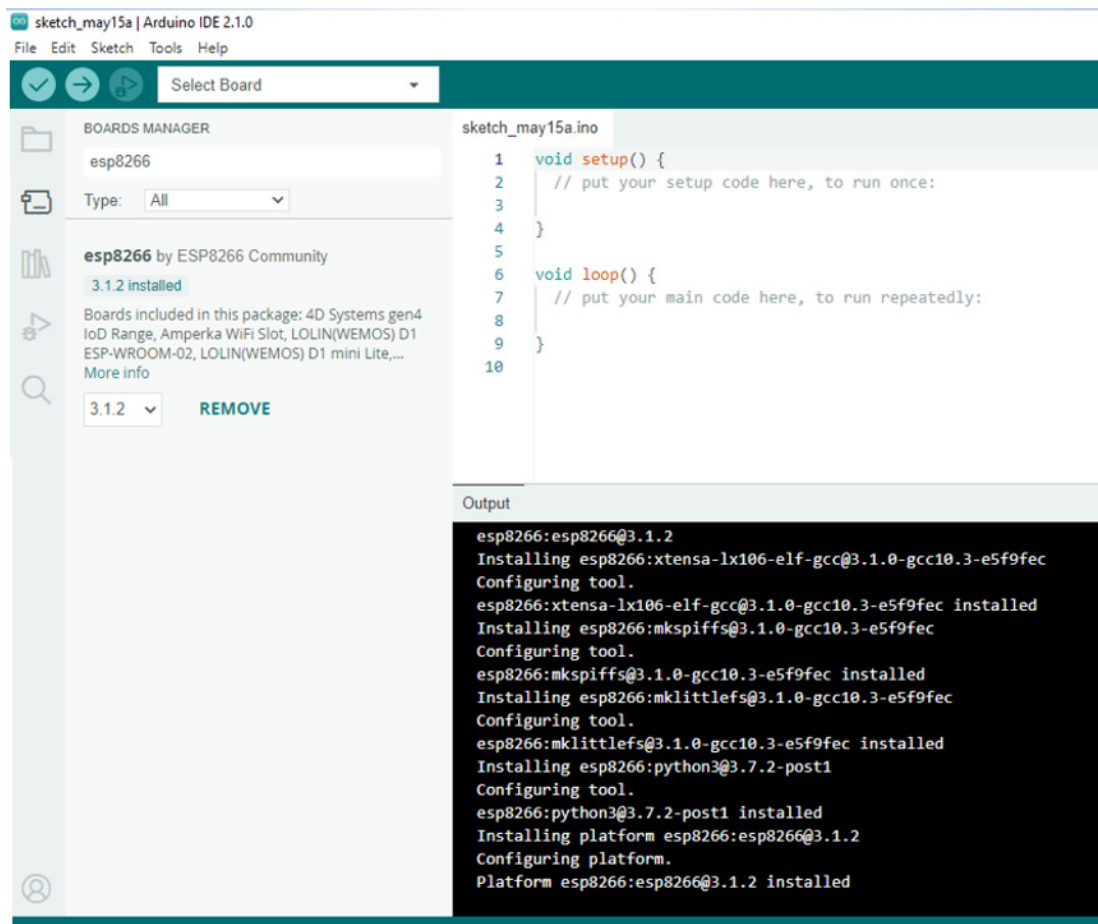 sketch_may15a | Arduino IDE 2.1.0
File Edit Sketch Tools Help
Select Board
BOARDS MANAGER
esp8266
Type: All
esp8266 by ESP8266 Community
3.1.2 installed
Boards included in this package: 4D Systems gen4
IoD Range, Amperka WiFi Slot, LOLIN(WEMOS) D1
ESP-WROOM-02, LOLIN(WEMOS) D1 mini Lite,...
More info
3.1.2
REMOVE
sketch_may15a.ino
1 void setup() {
2 // put your setup code here, to run once:
3
4 }
5
6 void loop() {
7 // put your main code here, to run repeatedly:
8
9 }
10
Output
esp8266:esp8266@3.1.2
Installing esp8266:xtensa-lx106-elf-gcc@3.1.0-gcc10.3-e5f9fec
Configuring tool.
esp8266:xtensa-lx106-elf-gcc@3.1.0-gcc10.3-e5f9fec installed
Installing esp8266:mkspiffs@3.1.0-gcc10.3-e5f9fec
Configuring tool.
esp8266:mkspiffs@3.1.0-gcc10.3-e5f9fec installed
Installing esp8266:mklittlefs@3.1.0-gcc10.3-e5f9fec
Configuring tool.
esp8266:mklittlefs@3.1.0-gcc10.3-e5f9fec installed
Installing esp8266:python3@3.7.2-post1
Configuring tool.
esp8266:python3@3.7.2-post1 installed
Installing platform esp8266:esp8266@3.1.2
Configuring platform.
Platform esp8266:esp8266@3.1.2 installed